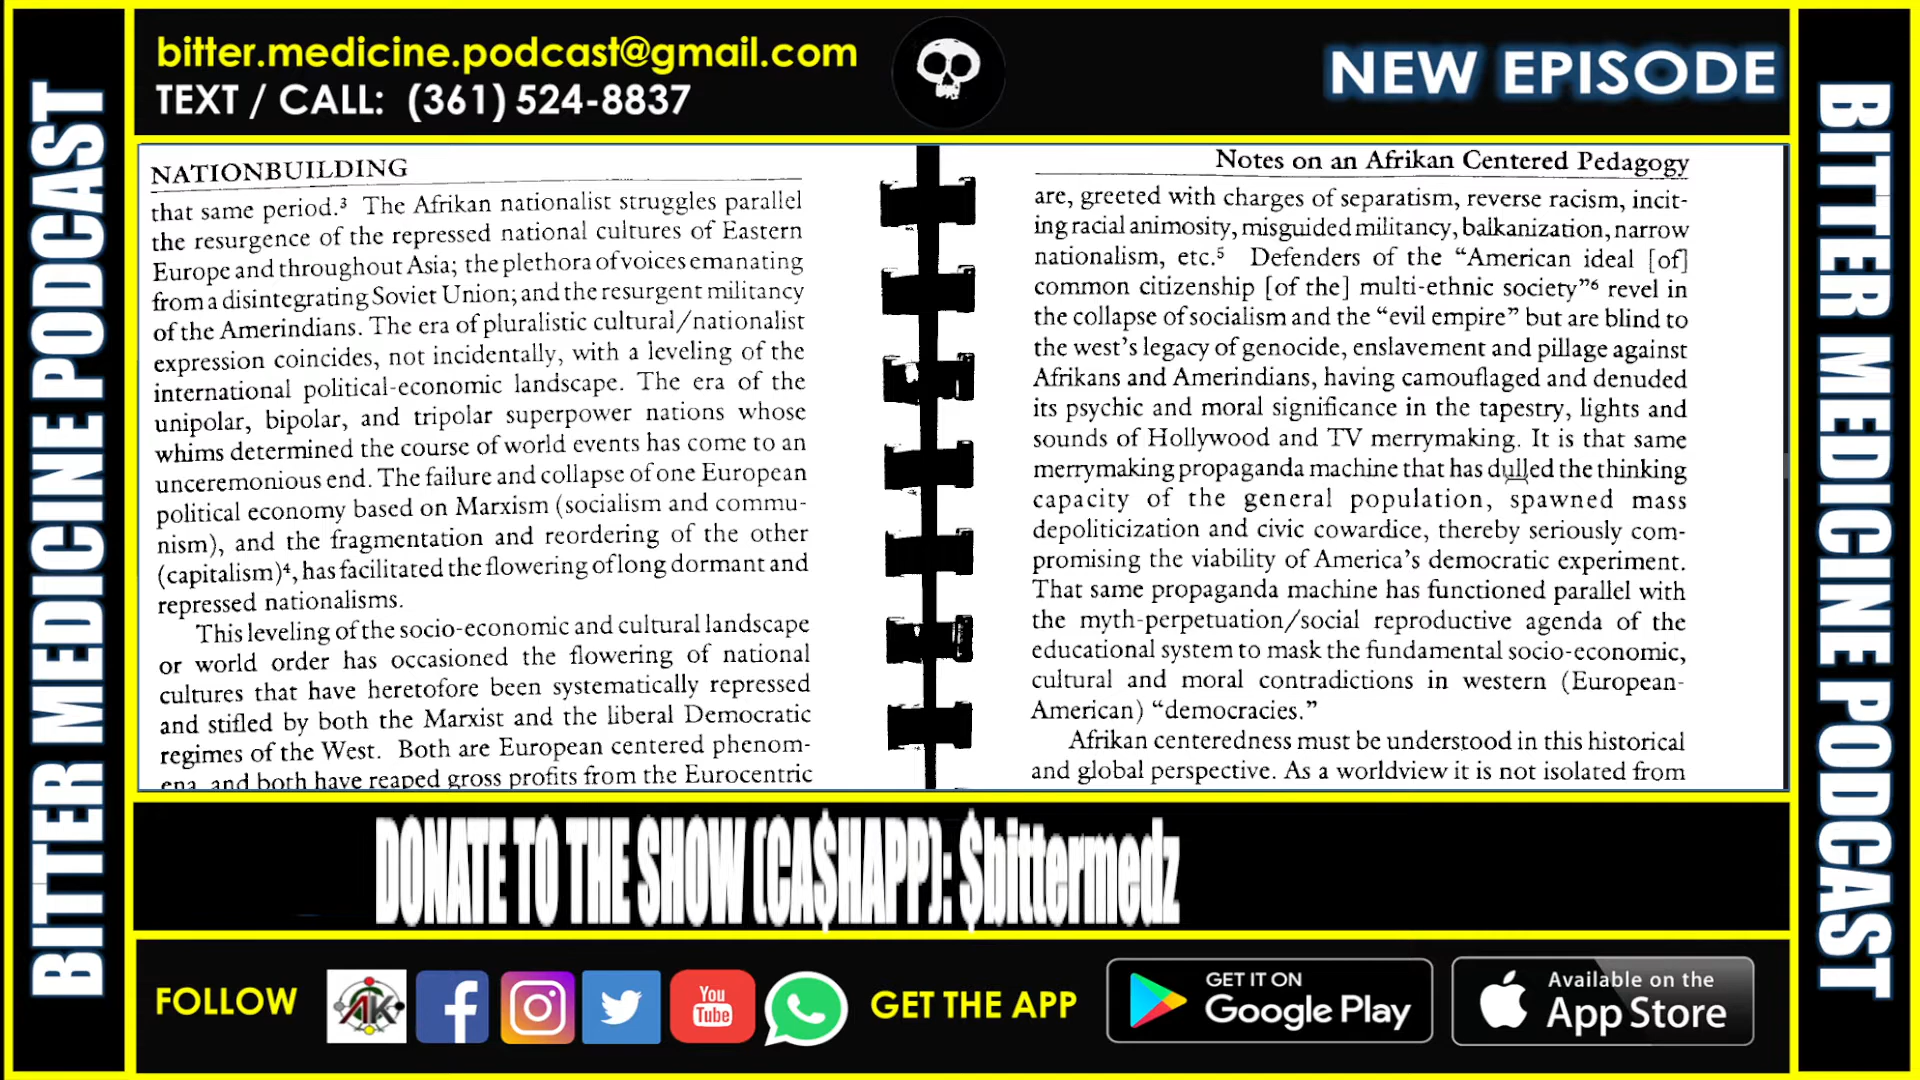 bitter.medicine.podcast@gmail.com
TEXT / CALL: (361) 524-8837
NEW EPISODE
BITTER MEDICINE PODCAST
NATIONBUILDING
that same period.³ The Afrikan nationalist struggles parallel
the resurgence of the repressed national cultures of Eastern
Europe and throughout Asia; the plethora of voices emanating
from a disintegrating Soviet Union; and the resurgent militancy
of the Amerindians. The era of pluralistic cultural/nationalist
expression coincides, not incidentally, with a leveling of the
international political-economic landscape. The era of the
unipolar, bipolar, and tripolar superpower nations whose
whims determined the course of world events has come to an
unceremonious end. The failure and collapse of one European
political economy based on Marxism (socialism and commu-
nism), and the fragmentation and reordering of the other
(capitalism)⁴, has facilitated the flowering of long dormant and
repressed nationalisms.
This leveling of the socio-economic and cultural landscape
or world order has occasioned the flowering of national
cultures that have heretofore been systematically repressed
and stifled by both the Marxist and the liberal Democratic
regimes of the West. Both are European centered phenom-
ena, and both have reaped gross profits from the Eurocentric
Notes on an Afrikan Centered Pedagogy
are, greeted with charges of separatism, reverse racism, incit-
ing racial animosity, misguided militancy, balkanization, narrow
nationalism, etc.⁵ Defenders of the "American ideal [of]
common citizenship [of the] multi-ethnic society"⁶ revel in
the collapse of socialism and the "evil empire" but are blind to
the west's legacy of genocide, enslavement and pillage against
Afrikans and Amerindians, having camouflaged and denuded
its psychic and moral significance in the tapestry, lights and
sounds of Hollywood and TV merrymaking. It is that same
merrymaking propaganda machine that has dulled the thinking
capacity of the general population, spawned mass
depoliticization and civic cowardice, thereby seriously com-
promising the viability of America's democratic experiment.
That same propaganda machine has functioned parallel with
the myth-perpetuation/social reproductive agenda of the
educational system to mask the fundamental socio-economic,
cultural and moral contradictions in western (European-
American) "democracies."
Afrikan centeredness must be understood in this historical
and global perspective. As a worldview it is not isolated from
BITTER MEDICINE PODCAST
DONATE TO THE SHOW (CA$HAPP): $bittermedz
FOLLOW
AK
You
Tube
GET THE APP
GET IT ON
Google Play
Available on the
App Store